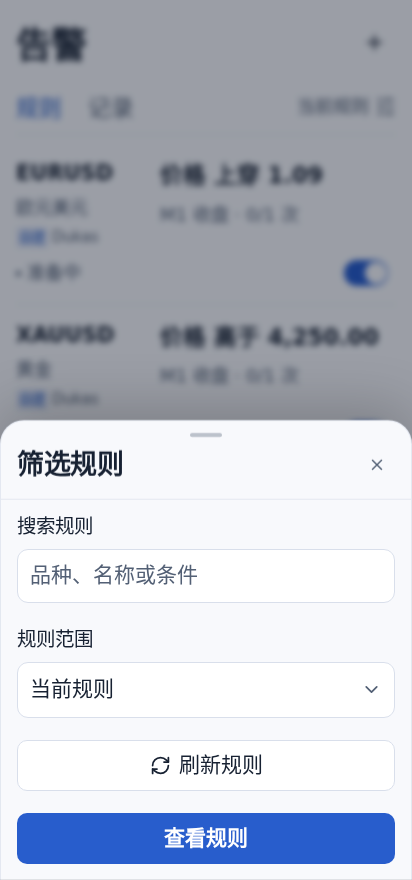 告警
规则 记录 当前规则
EURUSD 价格 上穿 1.09
欧元美元 M1 收盘 · 0/1 次
Dukas
准备中
XAUUSD 价格 高于 4,250.00
黄金 M1 收盘 · 0/1 次
Dukas
筛选规则
搜索规则
品种、名称或条件
规则范围
当前规则
刷新规则
查看规则